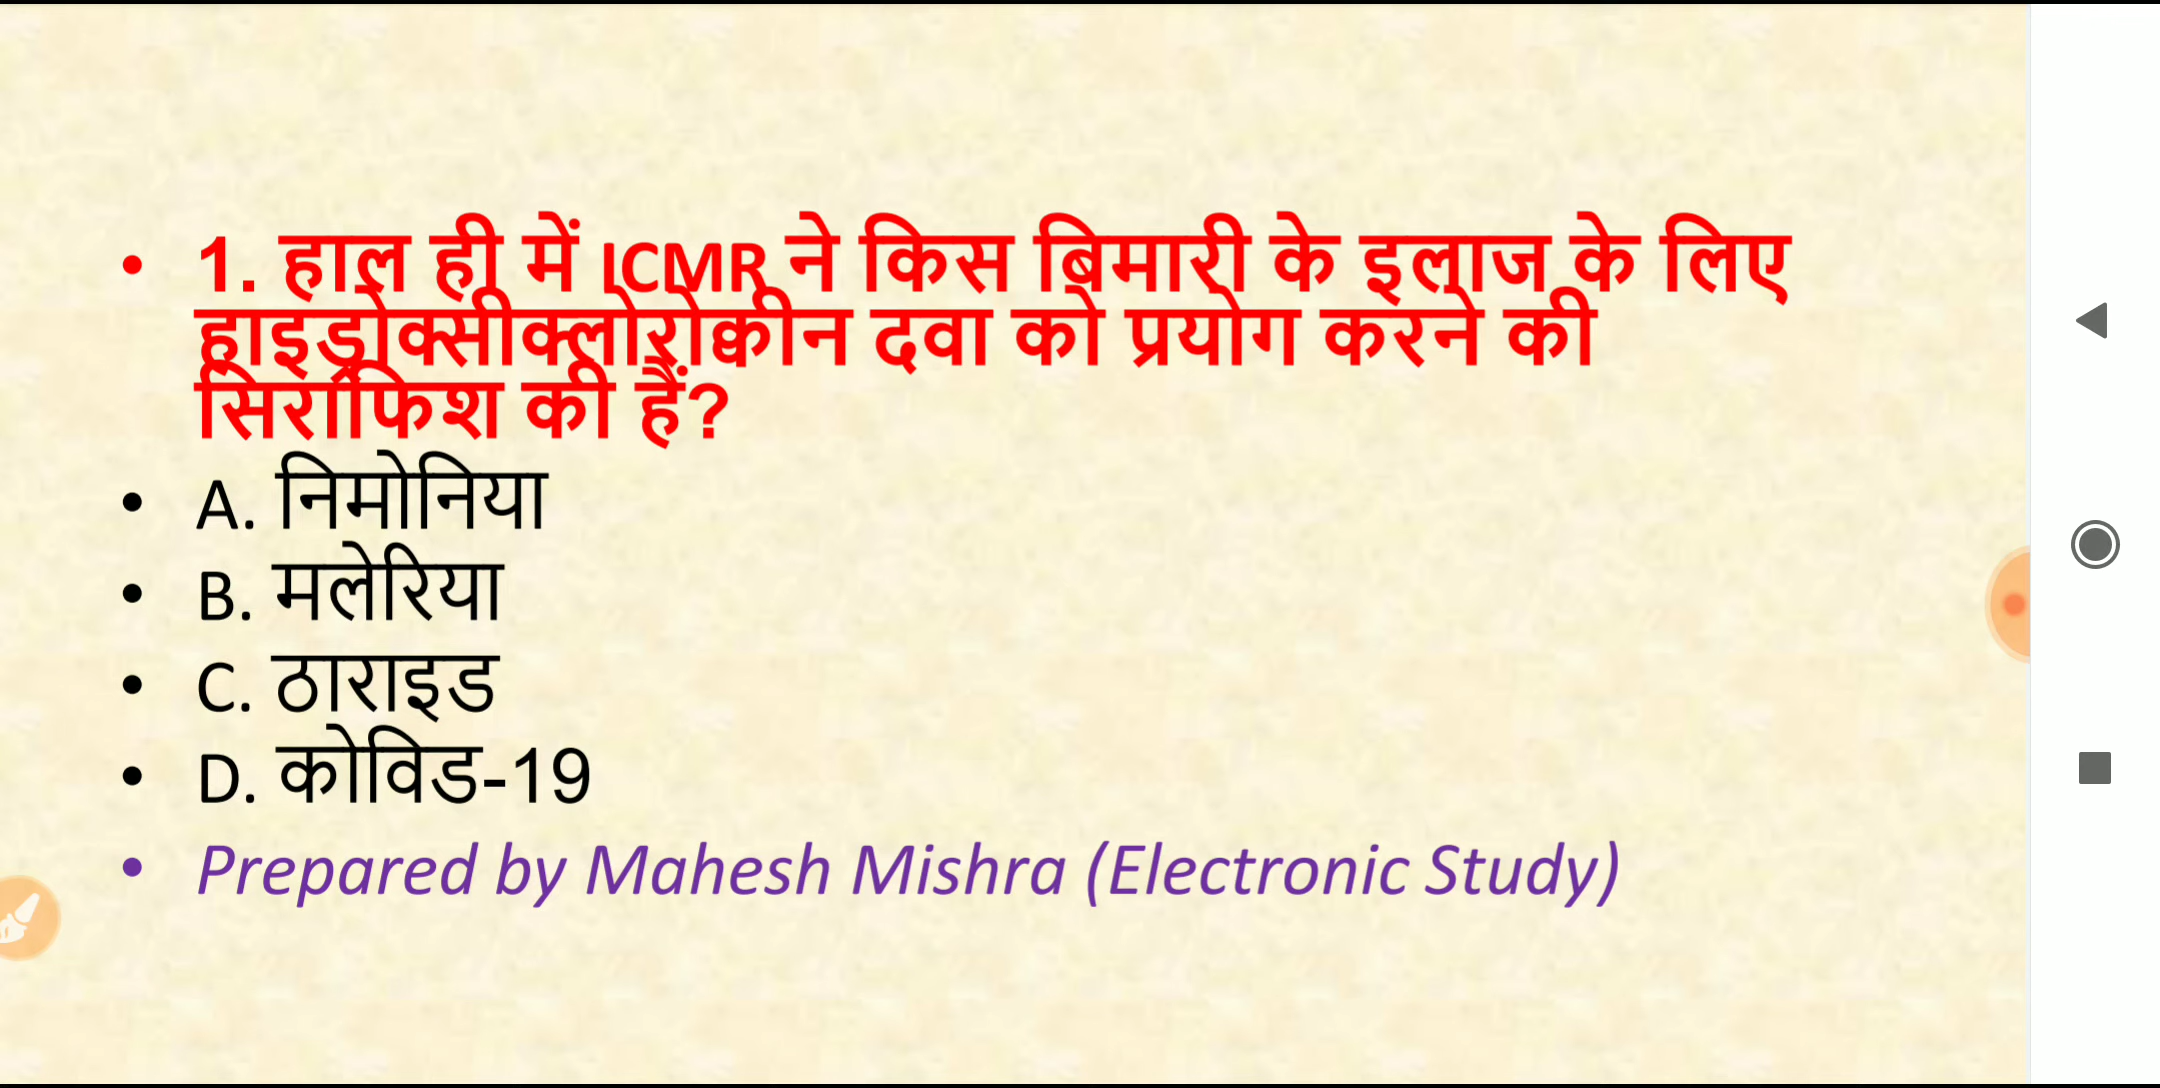 • 1. हाल ही में ICMR ने किस बिमारी के इलाज के लिए
हाइड्रोक्सीक्लोरोक्वीन दवा को प्रयोग करने की
सिराफिश की हैं?
• A. निमोनिया
• B. मलेरिया
• C. ठाराइड
• D. कोविड-19
• Prepared by Mahesh Mishra (Electronic Study)